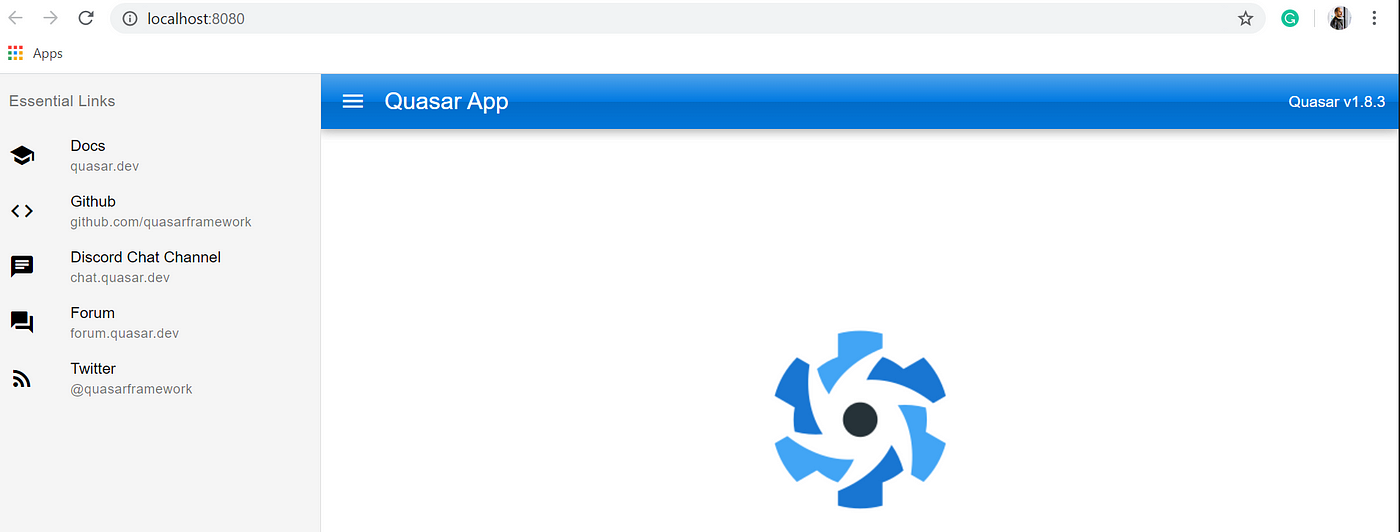 localhost:8080
Apps
Essential Links
Quasar App
Quasar v1.8.3
Docs
quasar.dev
Github
github.com/quasarframework
Discord Chat Channel
chat.quasar.dev
Forum
forum.quasar.dev
Twitter
@quasarframework